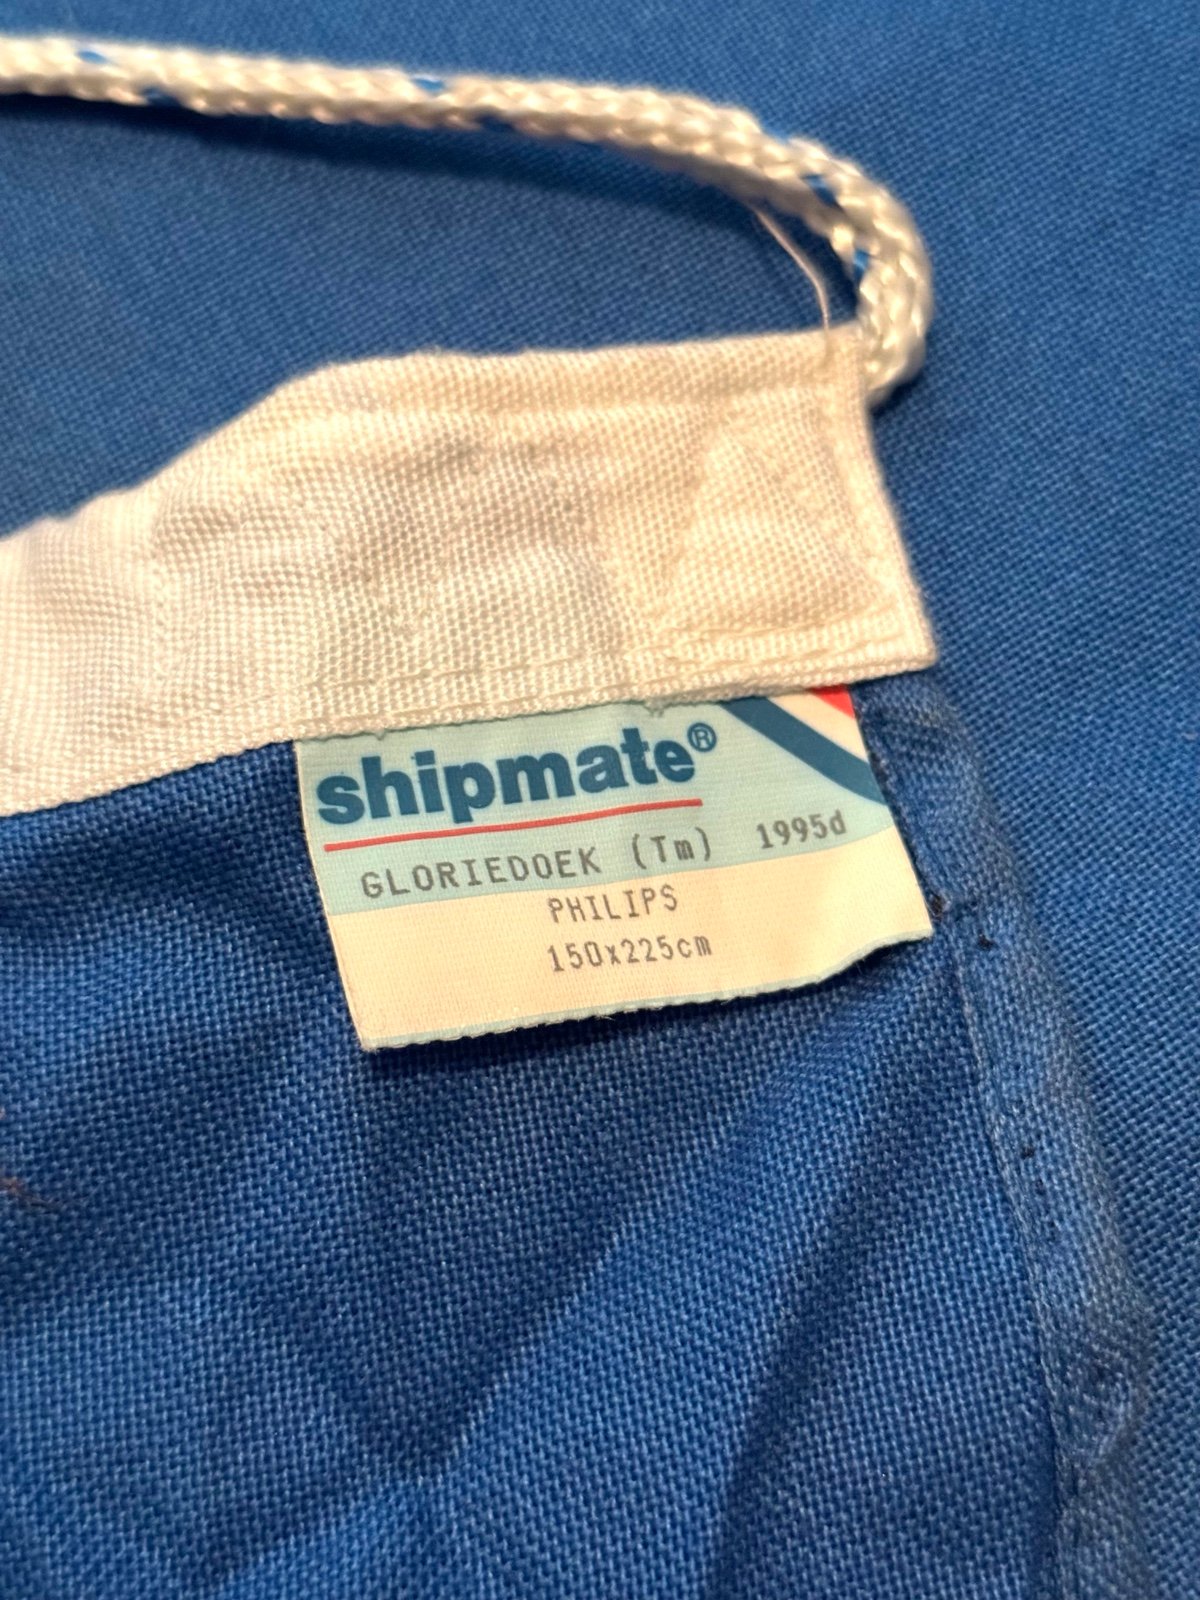 shipmate®
GLORIEDOEK (Tm) 1995d
PHILIPS
150x225cm